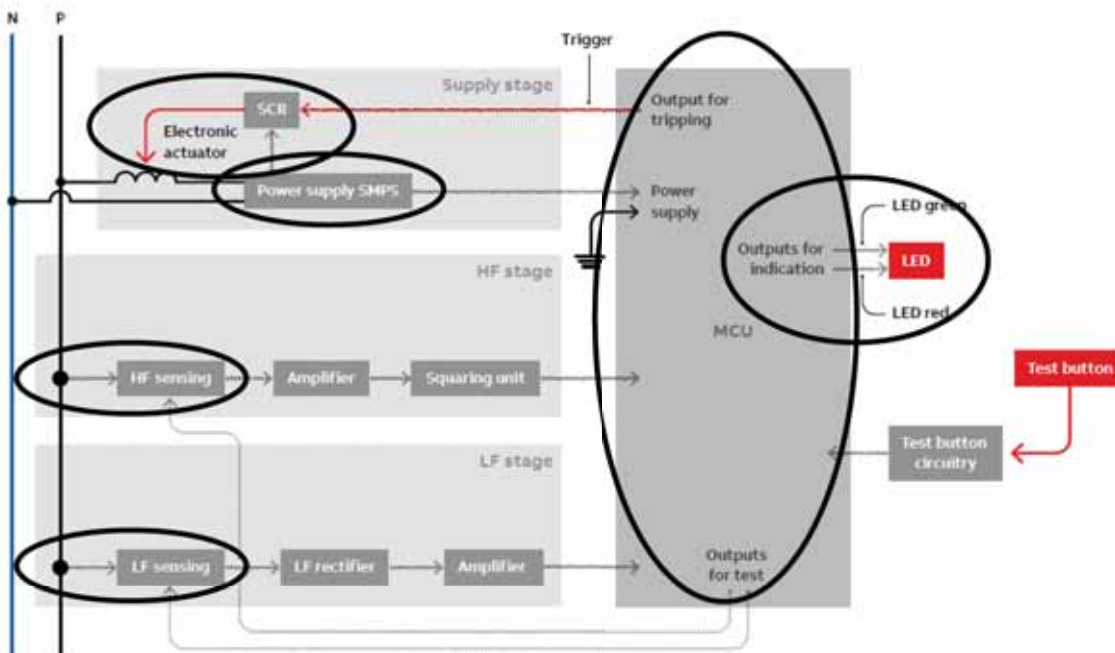 N
P
Trigger
Supply stage
SCR
Output for
tripping
Electronic
actuator
Power supply SMPS
Power
supply
LED green
Outputs for
indication
LED
LED red
HF stage
MCU
HF sensing
Amplifier
Squaring unit
Test button
Test button
circuitry
LF stage
LF sensing
LF rectifier
Amplifier
Outputs
for test